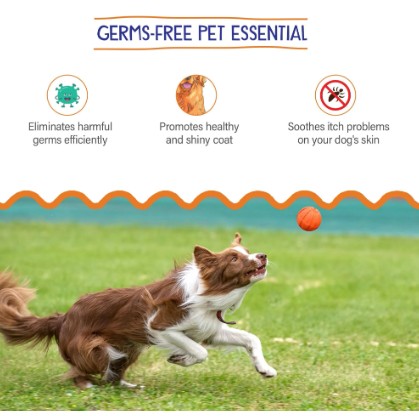 GERMS-FREE PET ESSENTIAL
Eliminates harmful
germs efficiently
Promotes healthy
and shiny coat
Soothes itch problems
on your dog's skin